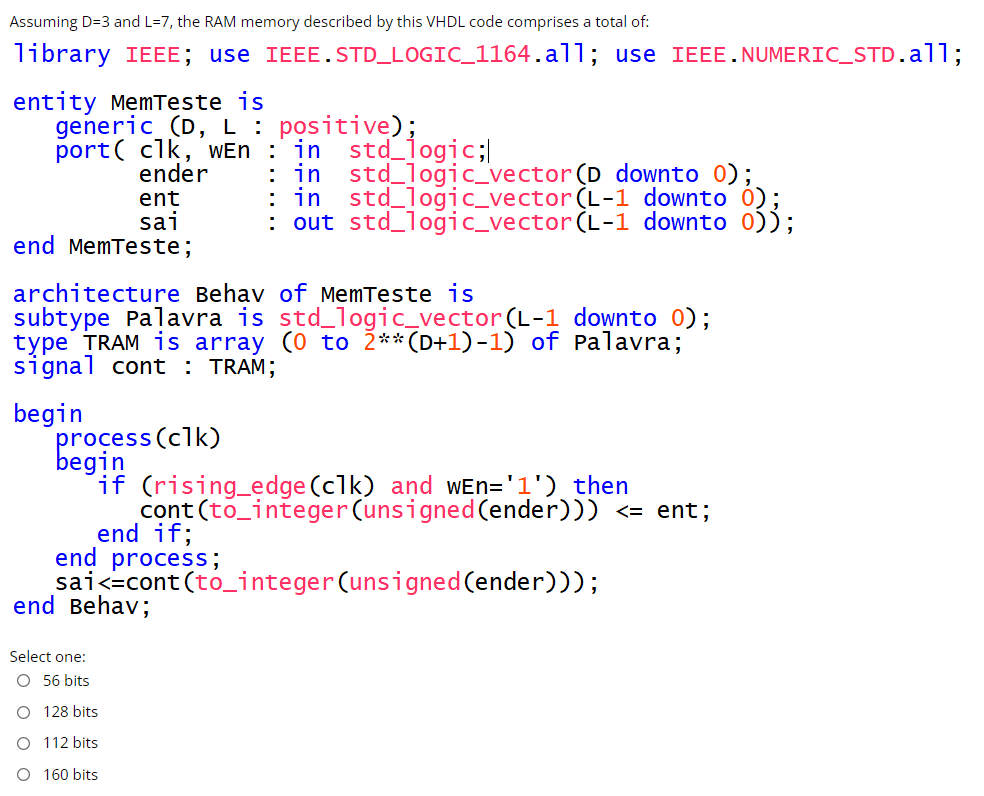 Assuming D=3 and L=7, the RAM memory described by this VHDL code comprises a total of:
library IEEE; use IEEE.STD_LOGIC_1164.all; use IEEE.NUMERIC_STD.all;
entity MemTeste is
generic (D, L : positive);
port( clk, wEn : in std_logic;
ender : in std_logic_vector(D downto 0);
ent : in std_logic_vector(L-1 downto 0);
sai : out std_logic_vector(L-1 downto 0));
end MemTeste;
architecture Behav of MemTeste is
subtype Palavra is std_logic_vector(L-1 downto 0);
type TRAM is array (0 to 2**(D+1)-1) of Palavra;
signal cont : TRAM;
begin
process(clk)
begin
if (rising_edge(clk) and wEn='1') then
cont(to_integer(unsigned(ender))) <= ent;
end if;
end process;
sai<=cont(to_integer(unsigned(ender)));
end Behav;
Select one:
56 bits
128 bits
112 bits
160 bits